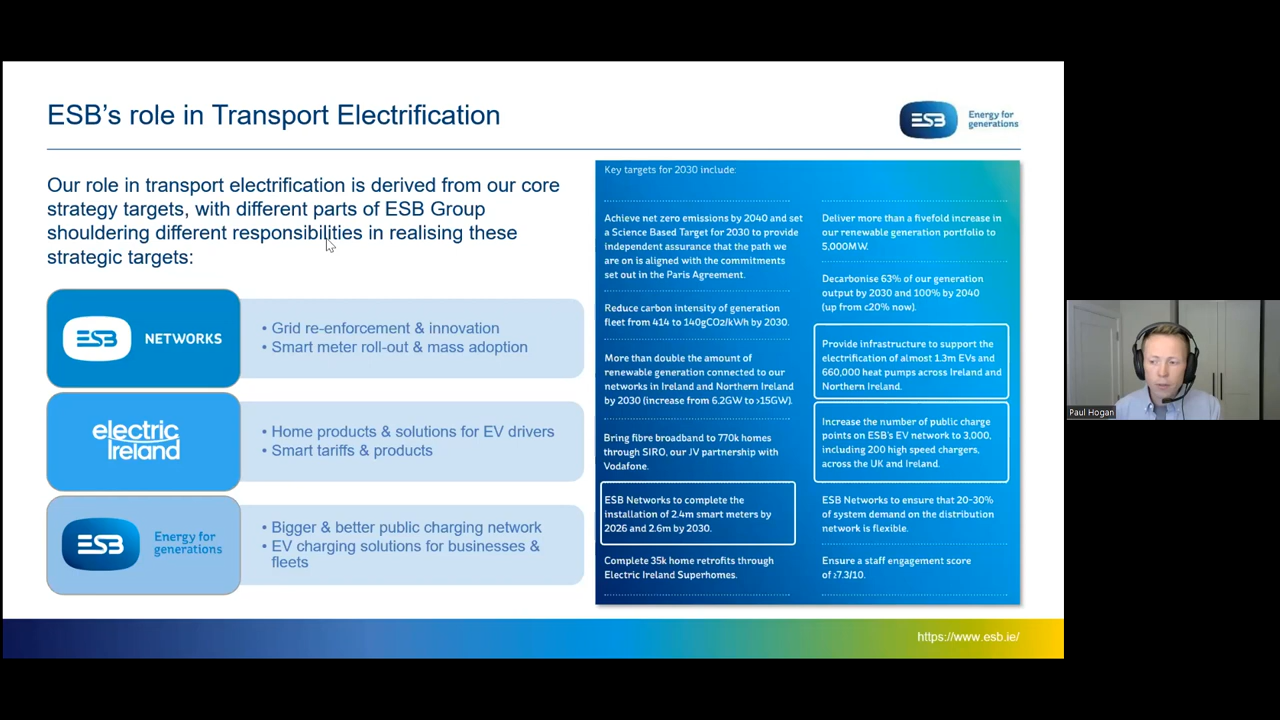 ESB's role in Transport Electrification
ESB
Energy for
generations
Our role in transport electrification is derived from our core
strategy targets, with different parts of ESB Group
shouldering different responsibilities in realising these
strategic targets:
ESB NETWORKS
• Grid re-enforcement & innovation
• Smart meter roll-out & mass adoption
electric
Ireland
• Home products & solutions for EV drivers
• Smart tariffs & products
ESB
Energy for
generations
• Bigger & better public charging network
• EV charging solutions for businesses &
fleets
Key targets for 2030 include:
Achieve net zero emissions by 2040 and set
a Science Based Target for 2030 to provide
independent assurance that the path we
are on is aligned with the commitments
set out in the Paris Agreement.
Reduce carbon intensity of generation
fleet from 414 to 140gCO2/kWh by 2030.
More than double the amount of
renewable generation connected to our
networks in Ireland and Northern Ireland
by 2030 (increase from 6.2GW to >15GW).
Bring fibre broadband to 770k homes
through SIRO, our JV partnership with
Vodafone.
ESB Networks to complete the
installation of 2.4m smart meters by
2026 and 2.6m by 2030.
Complete 35k home retrofits through
Electric Ireland Superhomes.
Deliver more than a fivefold increase in
our renewable generation portfolio to
5,000MW.
Decarbonise 63% of our generation
output by 2030 and 100% by 2040
(up from c20% now).
Provide infrastructure to support the
electrification of almost 1.3m EVs and
660,000 heat pumps across Ireland and
Northern Ireland.
Increase the number of public charge
points on ESB's EV network to 3,000,
including 200 high speed chargers,
across the UK and Ireland.
ESB Networks to ensure that 20-30%
of system demand on the distribution
network is flexible.
Ensure a staff engagement score
of ≥7.3/10.
https://www.esb.ie/
Paul Hogan